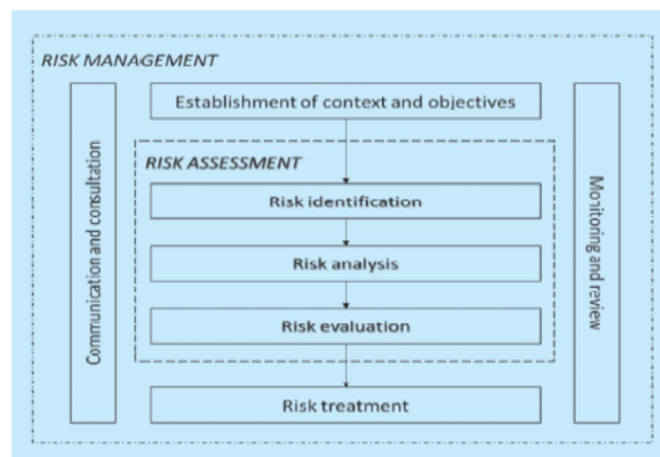 RISK MANAGEMENT
Establishment of context and objectives
Communication and consultation
RISK ASSESSMENT
Risk identification
Risk analysis
Risk evaluation
Risk treatment
Monitoring and review